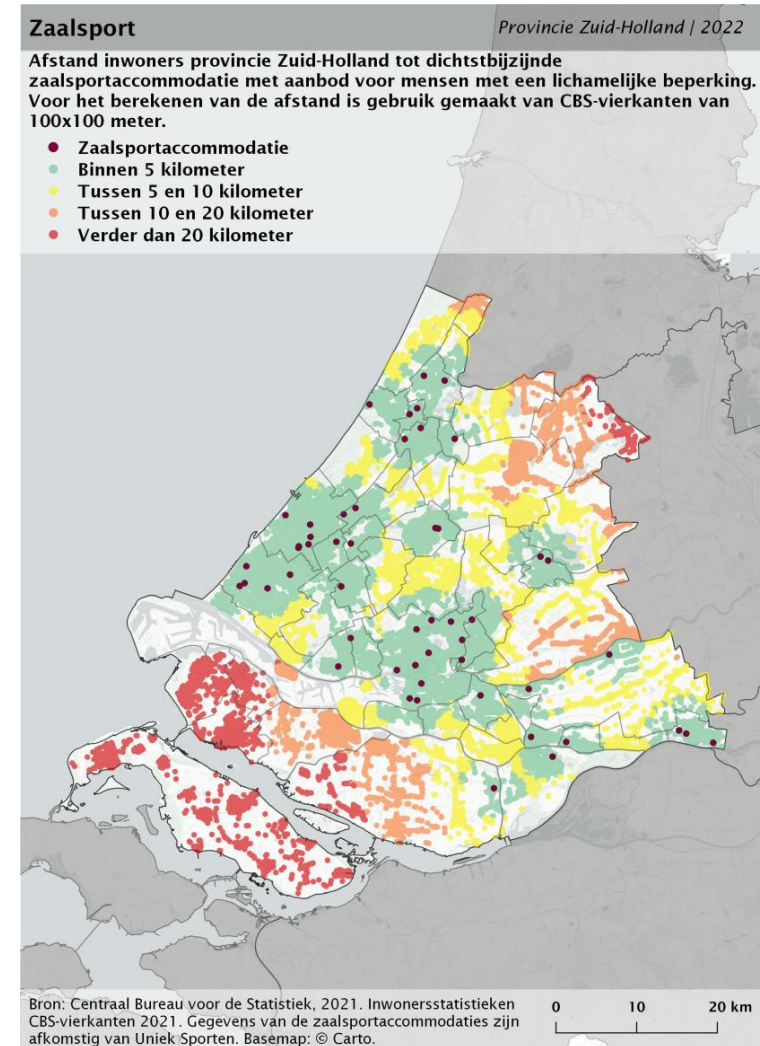 Zaalsport
Provincie Zuid-Holland | 2022
Afstand inwoners provincie Zuid-Holland tot dichtstbijzijnde
zaalsportaccommodatie met aanbod voor mensen met een lichamelijke beperking.
Voor het berekenen van de afstand is gebruik gemaakt van CBS-vierkanten van
100x100 meter.
Zaalsportaccommodatie
Binnen 5 kilometer
Tussen 5 en 10 kilometer
Tussen 10 en 20 kilometer
Verder dan 20 kilometer
Bron: Centraal Bureau voor de Statistiek, 2021. Inwonersstatistieken
CBS-vierkanten 2021. Gegevens van de zaalsportaccommodaties zijn
afkomstig van Uniek Sporten. Basemap: © Carto.
0 10 20 km